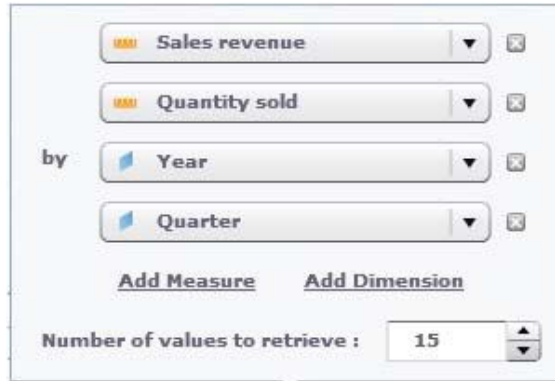 Sales revenue
Quantity sold
by Year
Quarter
Add Measure Add Dimension
Number of values to retrieve : 15